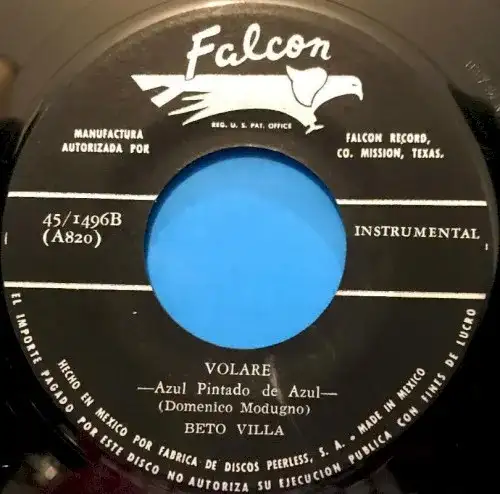 Falcon
REG. U. S. PAT. OFFICE
MANUFACTURA
AUTORIZADA POR
FALCON RECORD,
CO. MISSION, TEXAS.
45/1496B
(A820)
INSTRUMENTAL
VOLARE
—Azul Pintado de Azul—
(Domenico Modugno)
BETO VILLA
HECHO EN MEXICO POR FABRICA DE DISCOS PEERLESS, S. A. - MADE IN MEXICO
EL IMPORTE PAGADO POR ESTE DISCO NO AUTORIZA SU EJECUCION PUBLICA CON FINES DE LUCRO